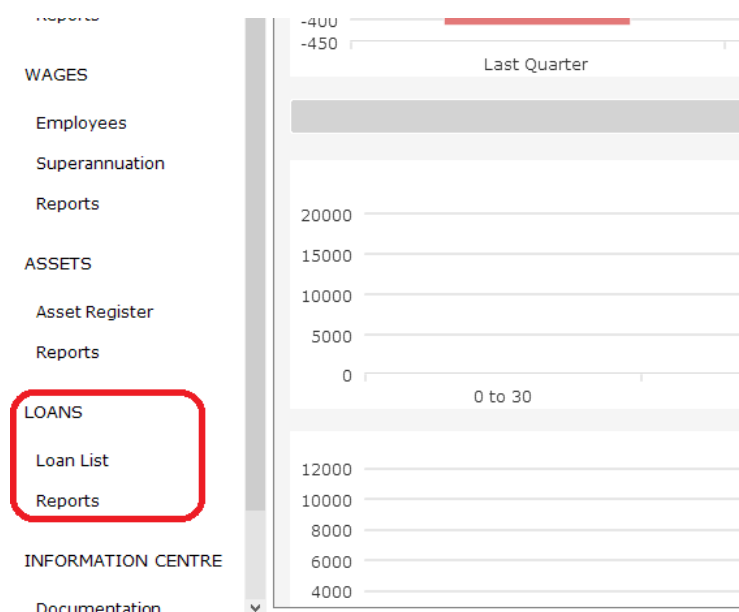 Reports
WAGES
Employees
Superannuation
Reports
ASSETS
Asset Register
Reports
LOANS
Loan List
Reports
INFORMATION CENTRE
Documentation
-400
-450
Last Quarter
20000
15000
10000
5000
0
0 to 30
12000
10000
8000
6000
4000